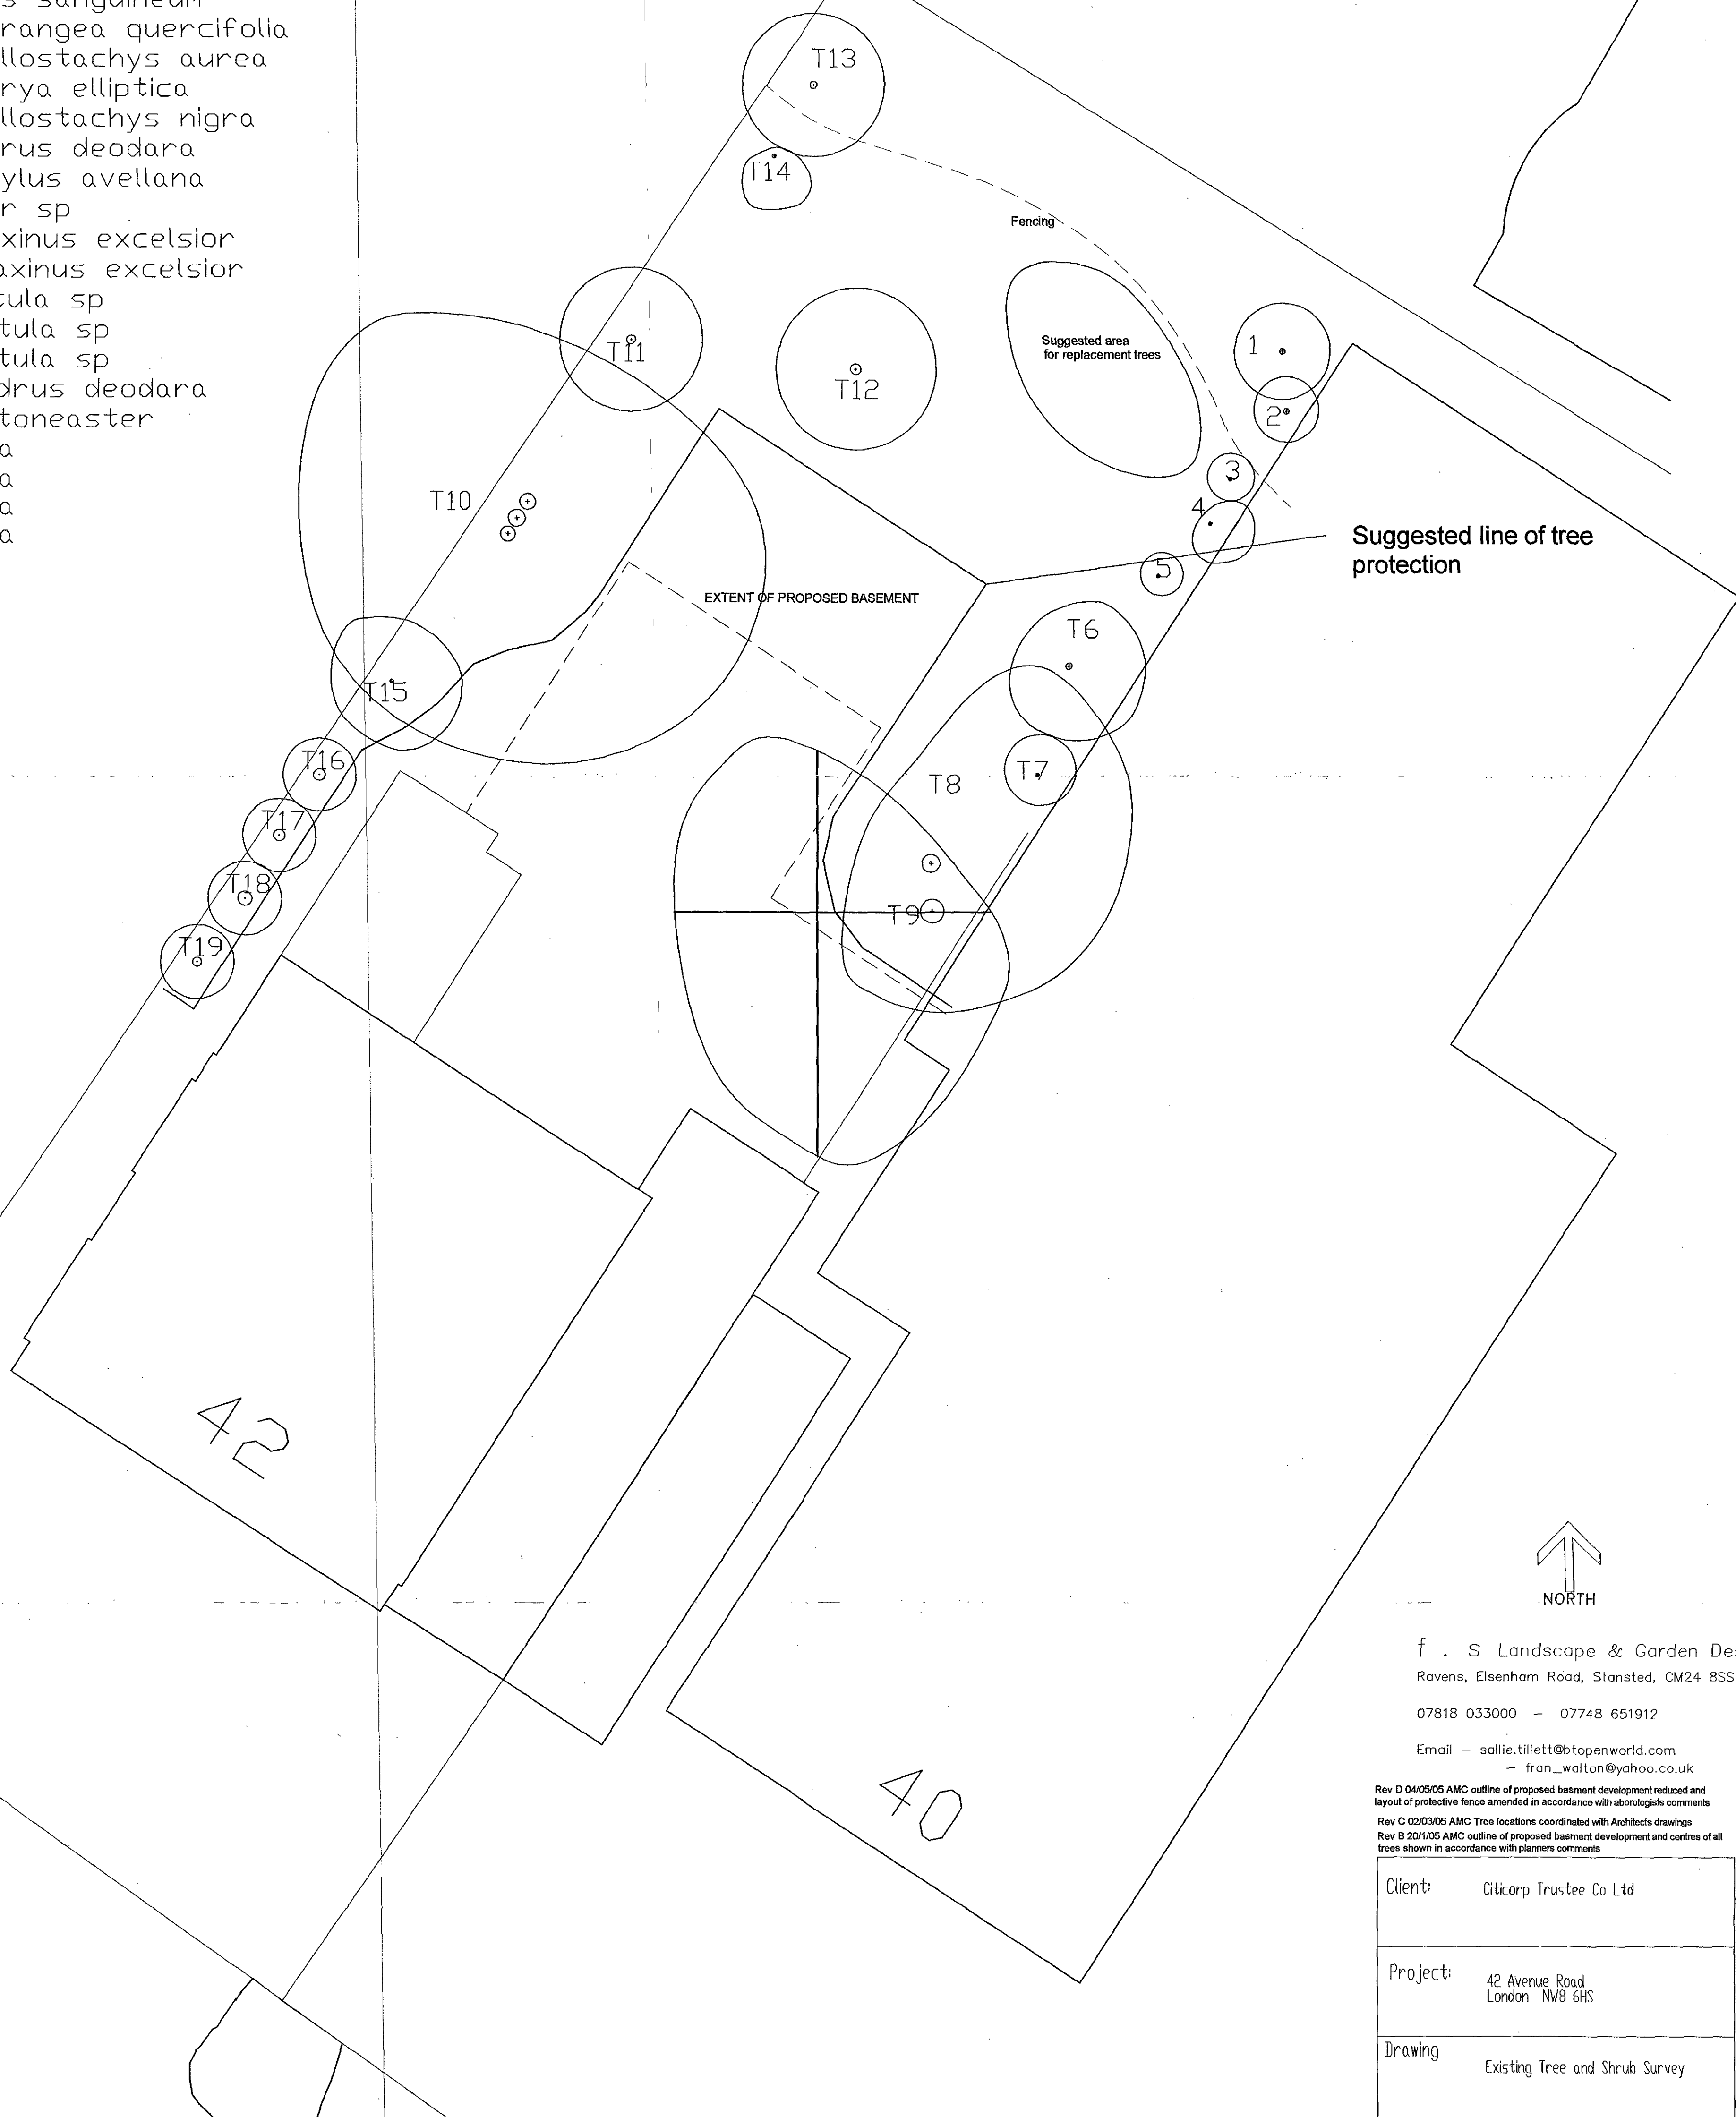 s sanguineum
rangea quercifolia
llostachys aurea
rya elliptica
llostachys nigra
rus deodara
ylus avellana
r sp
xinus excelsior
axinus excelsior
tula sp
tula sp
tula sp
drus deodara
toneaster
a
a
a
a
T13
T14
Fencing
T11
T12
Suggested area
for replacement trees
1
2
3
4
5
Suggested line of tree
protection
T10
EXTENT OF PROPOSED BASEMENT
T6
T15
T16
T7
T8
T17
T18
T9
T19
42
40
NORTH
f . S Landscape & Garden Des
Ravens, Elsenham Road, Stansted, CM24 8SS
07818 033000 – 07748 651912
Email – sallie.tillett@btopenworld.com
– fran_walton@yahoo.co.uk
Rev D 04/05/05 AMC outline of proposed basment development reduced and
layout of protective fence amended in accordance with aborologists comments
Rev C 02/03/05 AMC Tree locations coordinated with Architects drawings
Rev B 20/1/05 AMC outline of proposed basment development and centres of all
trees shown in accordance with planners comments
Client: Citicorp Trustee Co Ltd
Project: 42 Avenue Road
London NW8 6HS
Drawing
Existing Tree and Shrub Survey